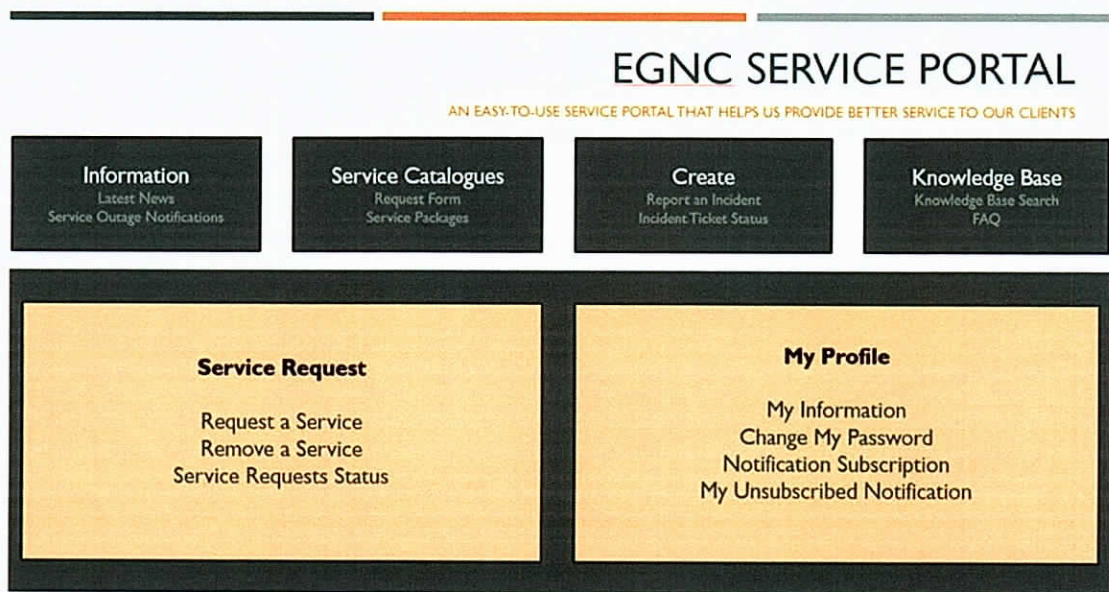 EGNC SERVICE PORTAL
AN EASY-TO-USE SERVICE PORTAL THAT HELPS US PROVIDE BETTER SERVICE TO OUR CLIENTS
Information
Latest News
Service Outage Notifications
Service Catalogues
Request Form
Service Packages
Create
Report an Incident
Incident Ticket Status
Knowledge Base
Knowledge Base Search
FAQ
Service Request
Request a Service
Remove a Service
Service Requests Status
My Profile
My Information
Change My Password
Notification Subscription
My Unsubscribed Notification